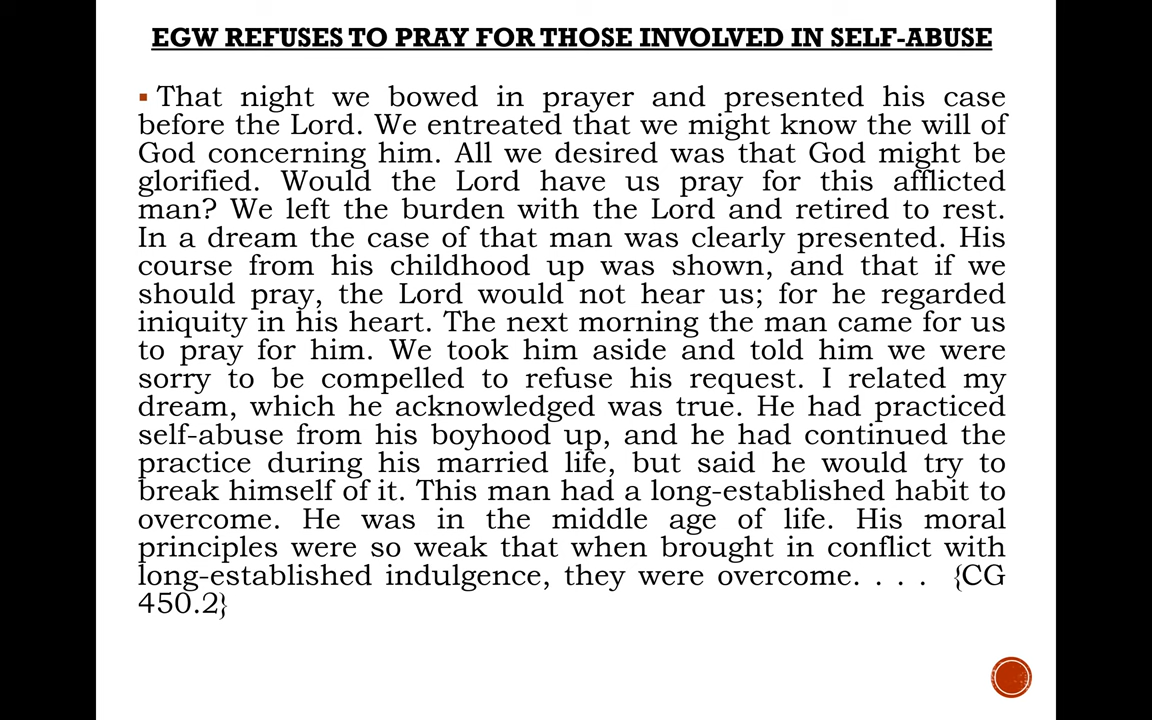 EGW REFUSES TO PRAY FOR THOSE INVOLVED IN SELF-ABUSE
▪ That night we bowed in prayer and presented his case
before the Lord. We entreated that we might know the will of
God concerning him. All we desired was that God might be
glorified. Would the Lord have us pray for this afflicted
man? We left the burden with the Lord and retired to rest.
In a dream the case of that man was clearly presented. His
course from his childhood up was shown, and that if we
should pray, the Lord would not hear us; for he regarded
iniquity in his heart. The next morning the man came for us
to pray for him. We took him aside and told him we were
sorry to be compelled to refuse his request. I related my
dream, which he acknowledged was true. He had practiced
self-abuse from his boyhood up, and he had continued the
practice during his married life, but said he would try to
break himself of it. This man had a long-established habit to
overcome. He was in the middle age of life. His moral
principles were so weak that when brought in conflict with
long-established indulgence, they were overcome. . . . {CG
450.2}